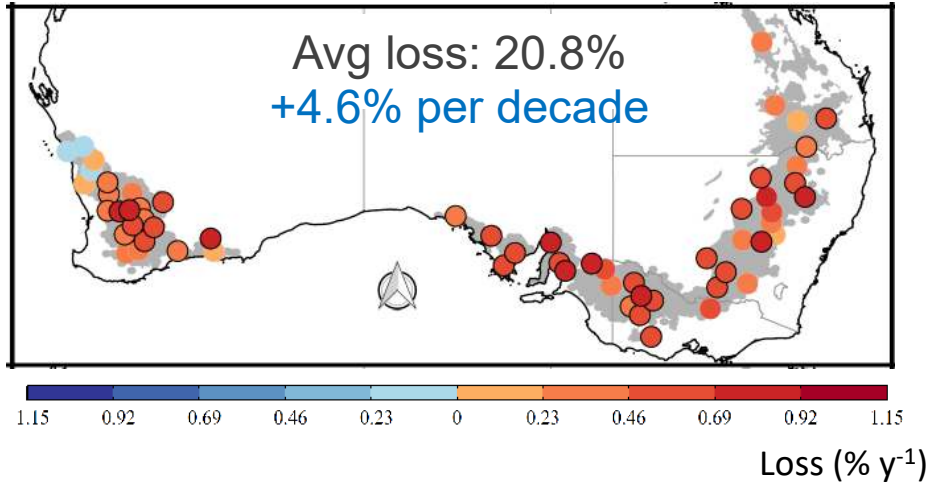 Avg loss: 20.8%
+4.6% per decade
1.15 0.92 0.69 0.46 0.23 0 0.23 0.46 0.69 0.92 1.15
Loss (% y⁻¹)